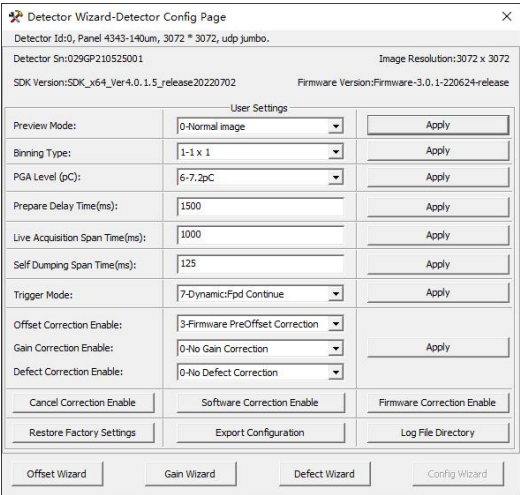 Detector Wizard-Detector Config Page
Detector Id:0, Panel 4343-140um, 3072 * 3072, udp jumbo.
Detector Sn:029GP210525001 Image Resolution:3072 x 3072
SDK Version:SDK_x64_Ver4.0.1.5_release20220702 Firmware Version:Firmware-3.0.1-220624-release
User Settings
Preview Mode: 0-Normal image Apply
Binning Type: 1-1 x 1 Apply
PGA Level (pC): 6-7.2pC Apply
Prepare Delay Time(ms): 1500 Apply
Live Acquisition Span Time(ms): 1000 Apply
Self Dumping Span Time(ms): 125 Apply
Trigger Mode: 7-Dynamic:Fpd Continue Apply
Offset Correction Enable: 3-Firmware PreOffset Correction
Gain Correction Enable: 0-No Gain Correction Apply
Defect Correction Enable: 0-No Defect Correction
Cancel Correction Enable Software Correction Enable Firmware Correction Enable
Restore Factory Settings Export Configuration Log File Directory
Offset Wizard Gain Wizard Defect Wizard Config Wizard